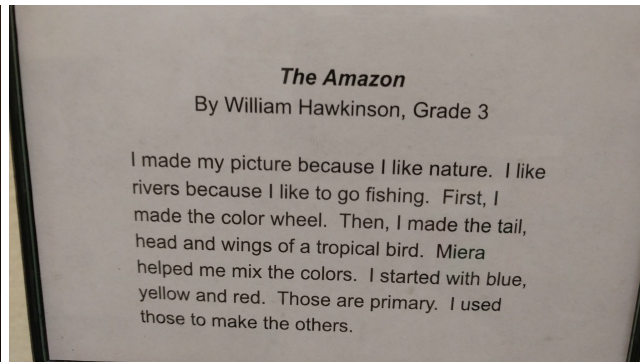 The Amazon
By William Hawkinson, Grade 3
I made my picture because I like nature.  I like
rivers because I like to go fishing.  First, I
made the color wheel.  Then, I made the tail,
head and wings of a tropical bird.  Miera
helped me mix the colors.  I started with blue,
yellow and red.  Those are primary.  I used
those to make the others.